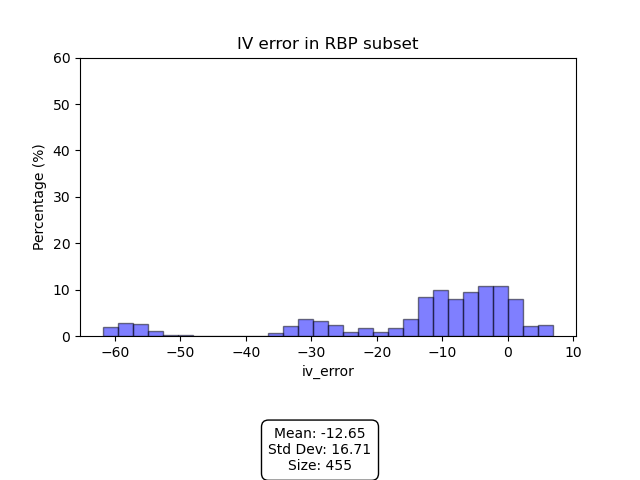 IV error in RBP subset
60
50
40
30
20
10
0
Percentage (%)
−60 −50 −40 −30 −20 −10 0 10
iv_error
Mean: -12.65
Std Dev: 16.71
Size: 455